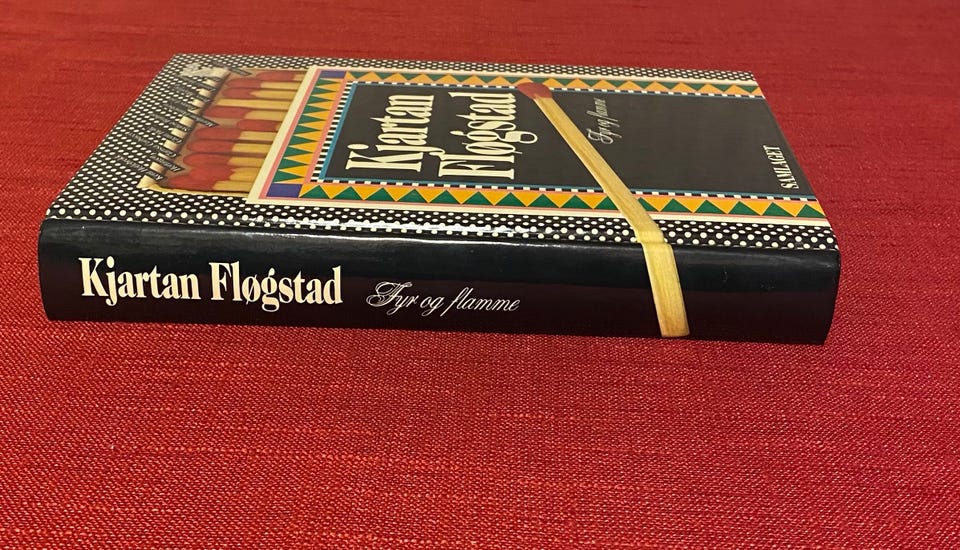 Kjartan
Fløgstad
Fyr og flamme
SAMLAGET
Kjartan Fløgstad Fyr og flamme